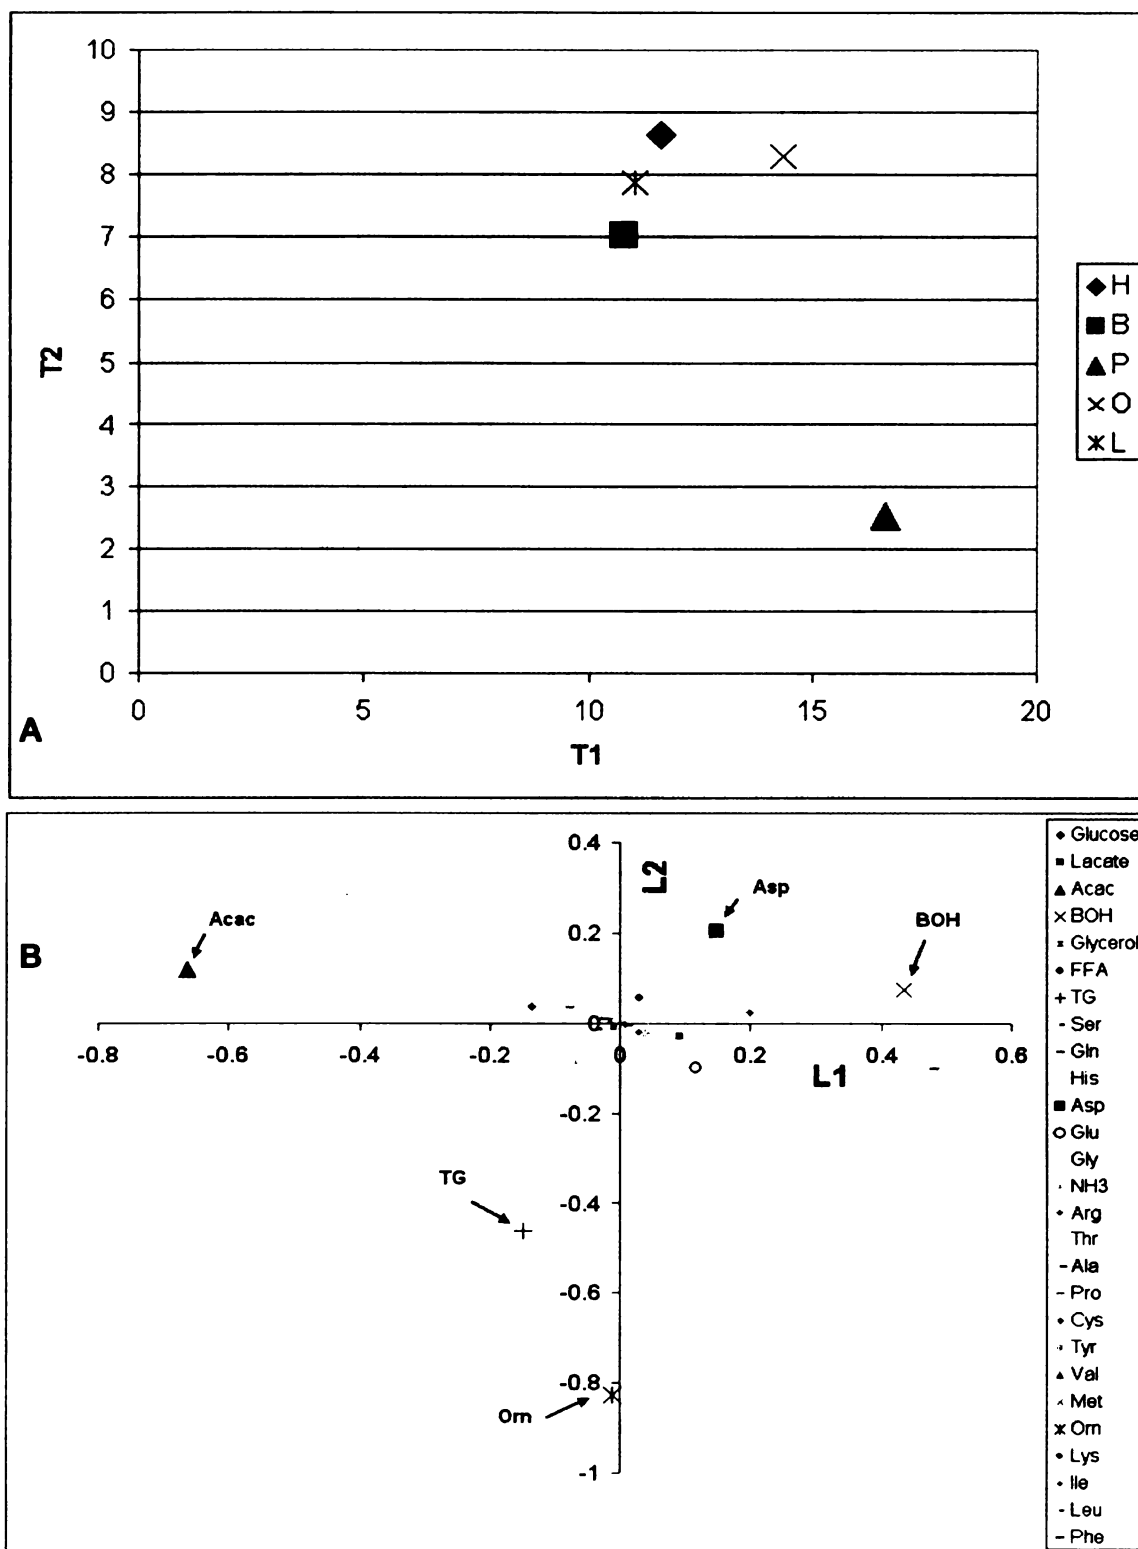 10
9
8
7
6
5
4
3
2
1
0
T2
0 5 10 15 20
T1
A
H
B
P
O
L
B
0.4
0.2
0
-0.2
-0.4
-0.6
-0.8
-1
L2
-0.8 -0.6 -0.4 -0.2 0 0.2 0.4 0.6
L1
Acac
Asp
BOH
TG
Orn
Glucose
Lacate
Acac
BOH
Glycerol
FFA
TG
Ser
Gln
His
Asp
Glu
Gly
NH3
Arg
Thr
Ala
Pro
Cys
Tyr
Val
Met
Orn
Lys
Ile
Leu
Phe